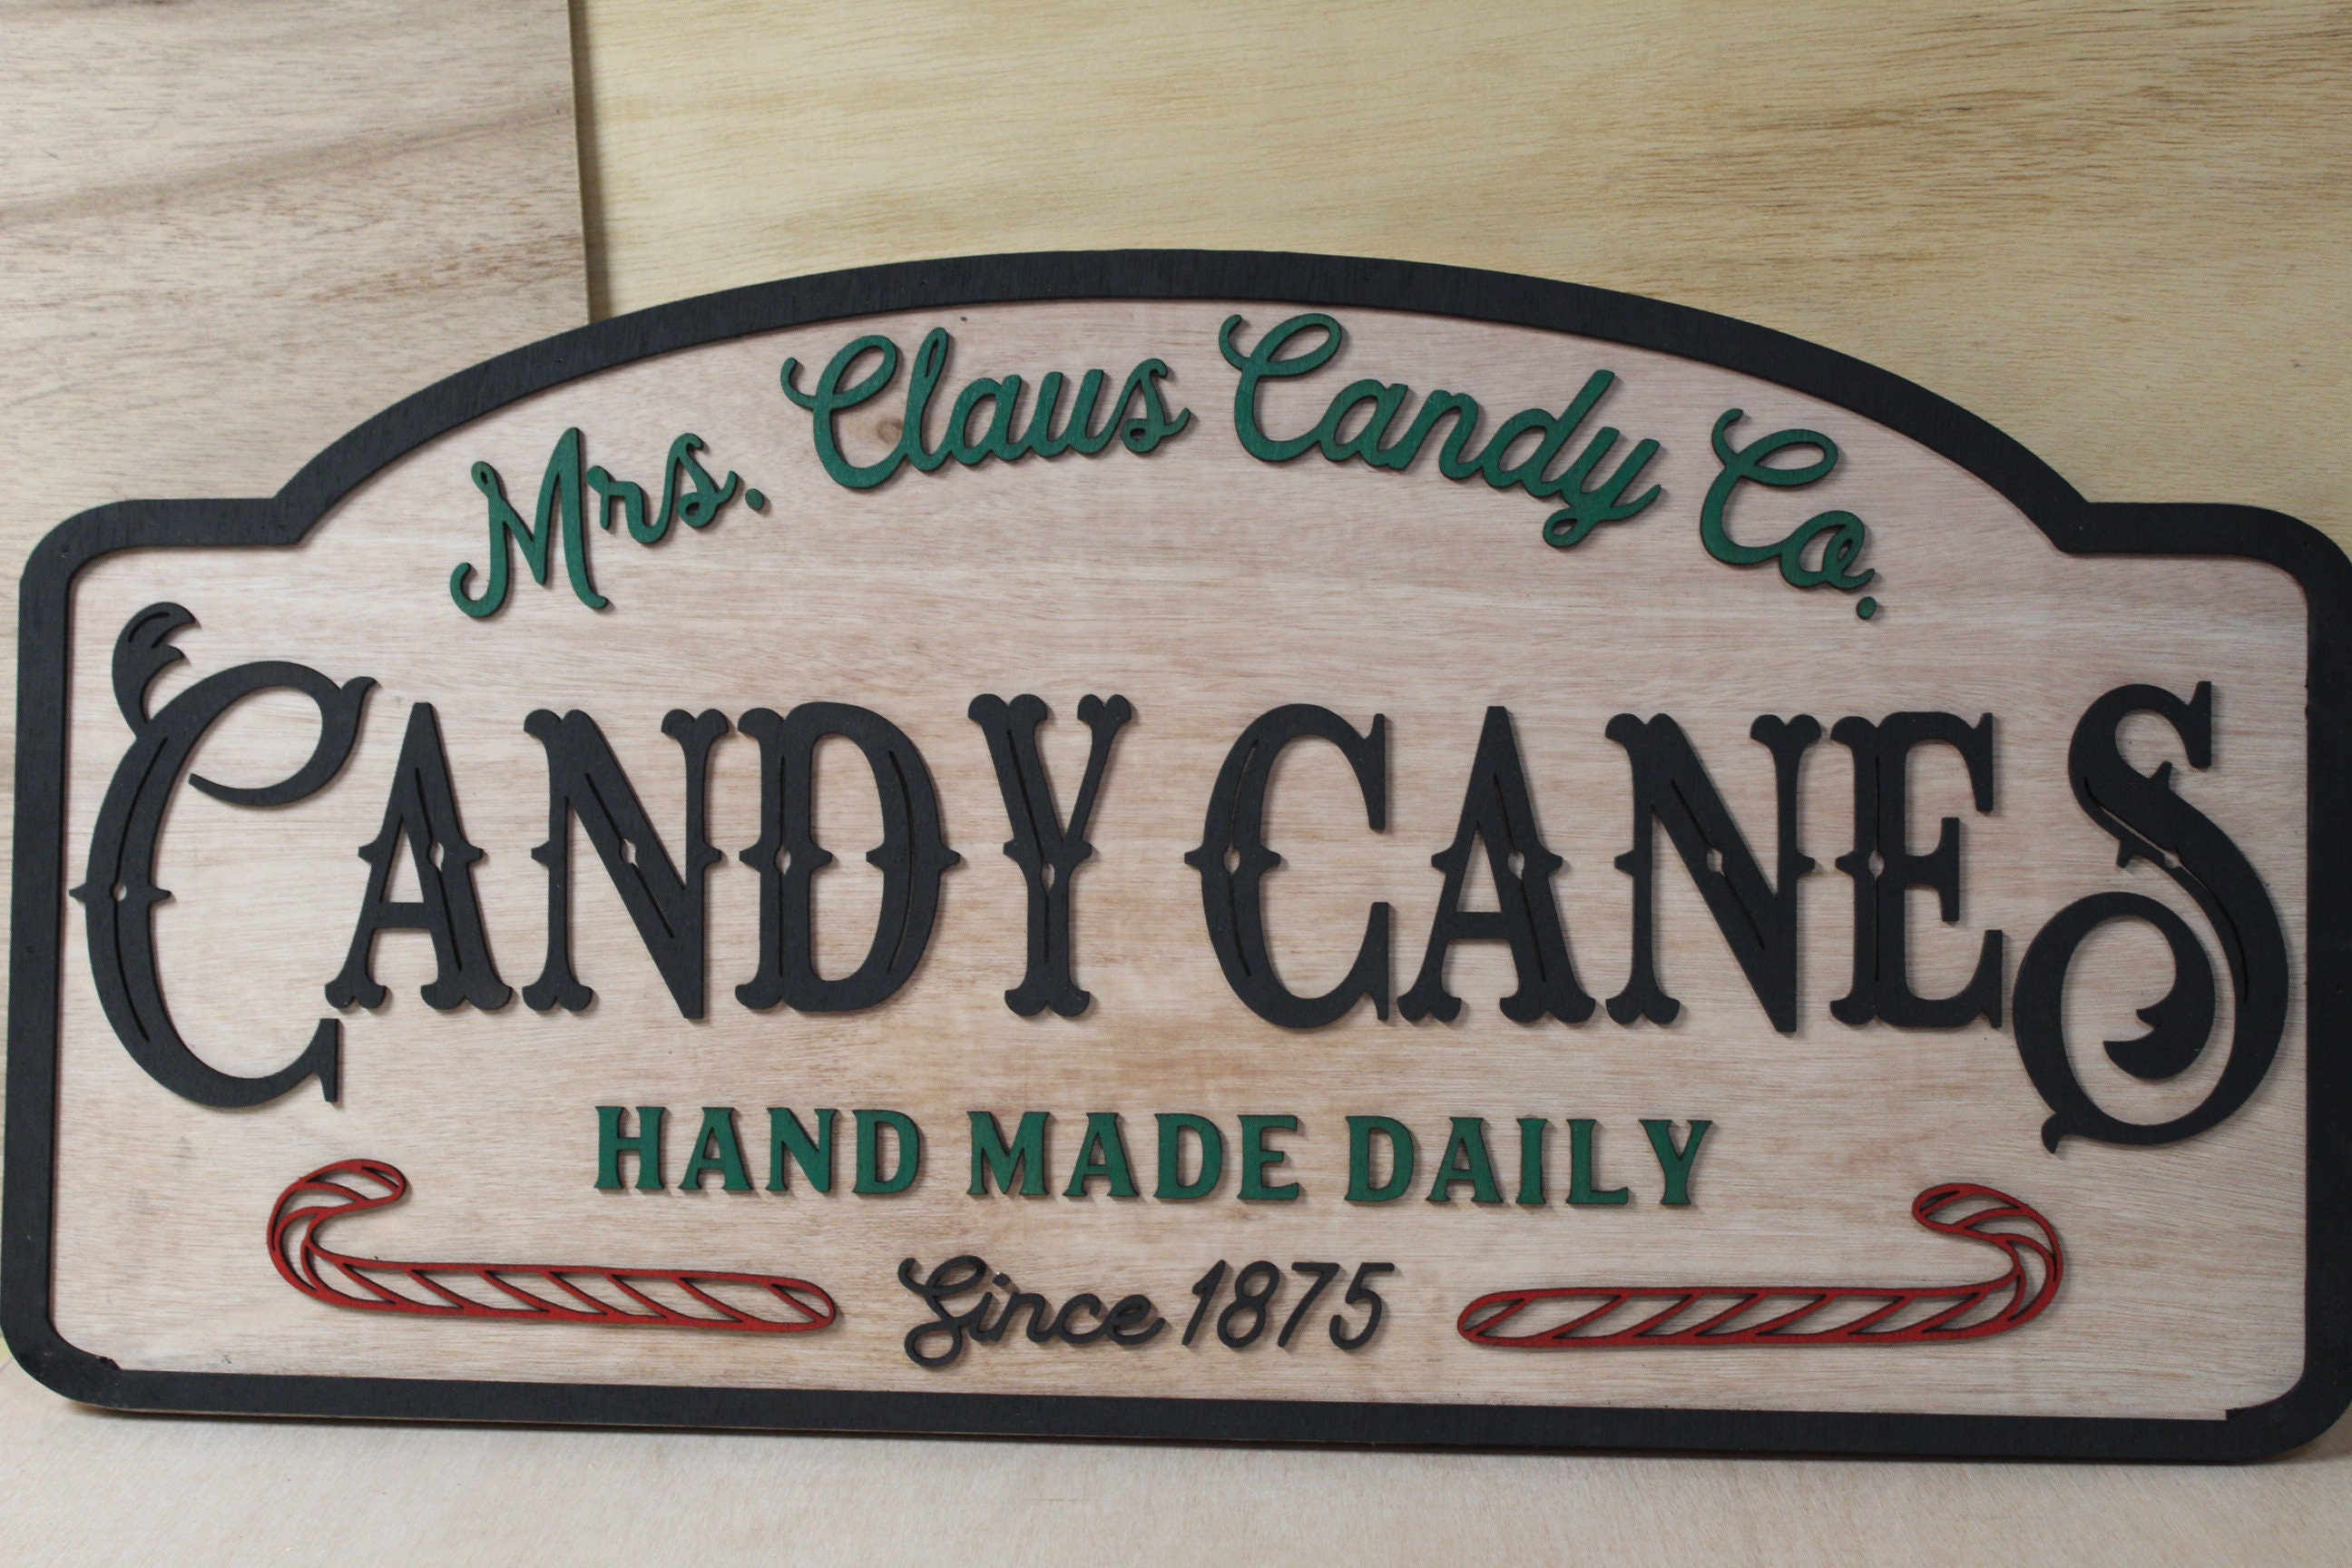 Mrs. Claus Candy Co.
CANDY CANES
HAND MADE DAILY
Since 1875